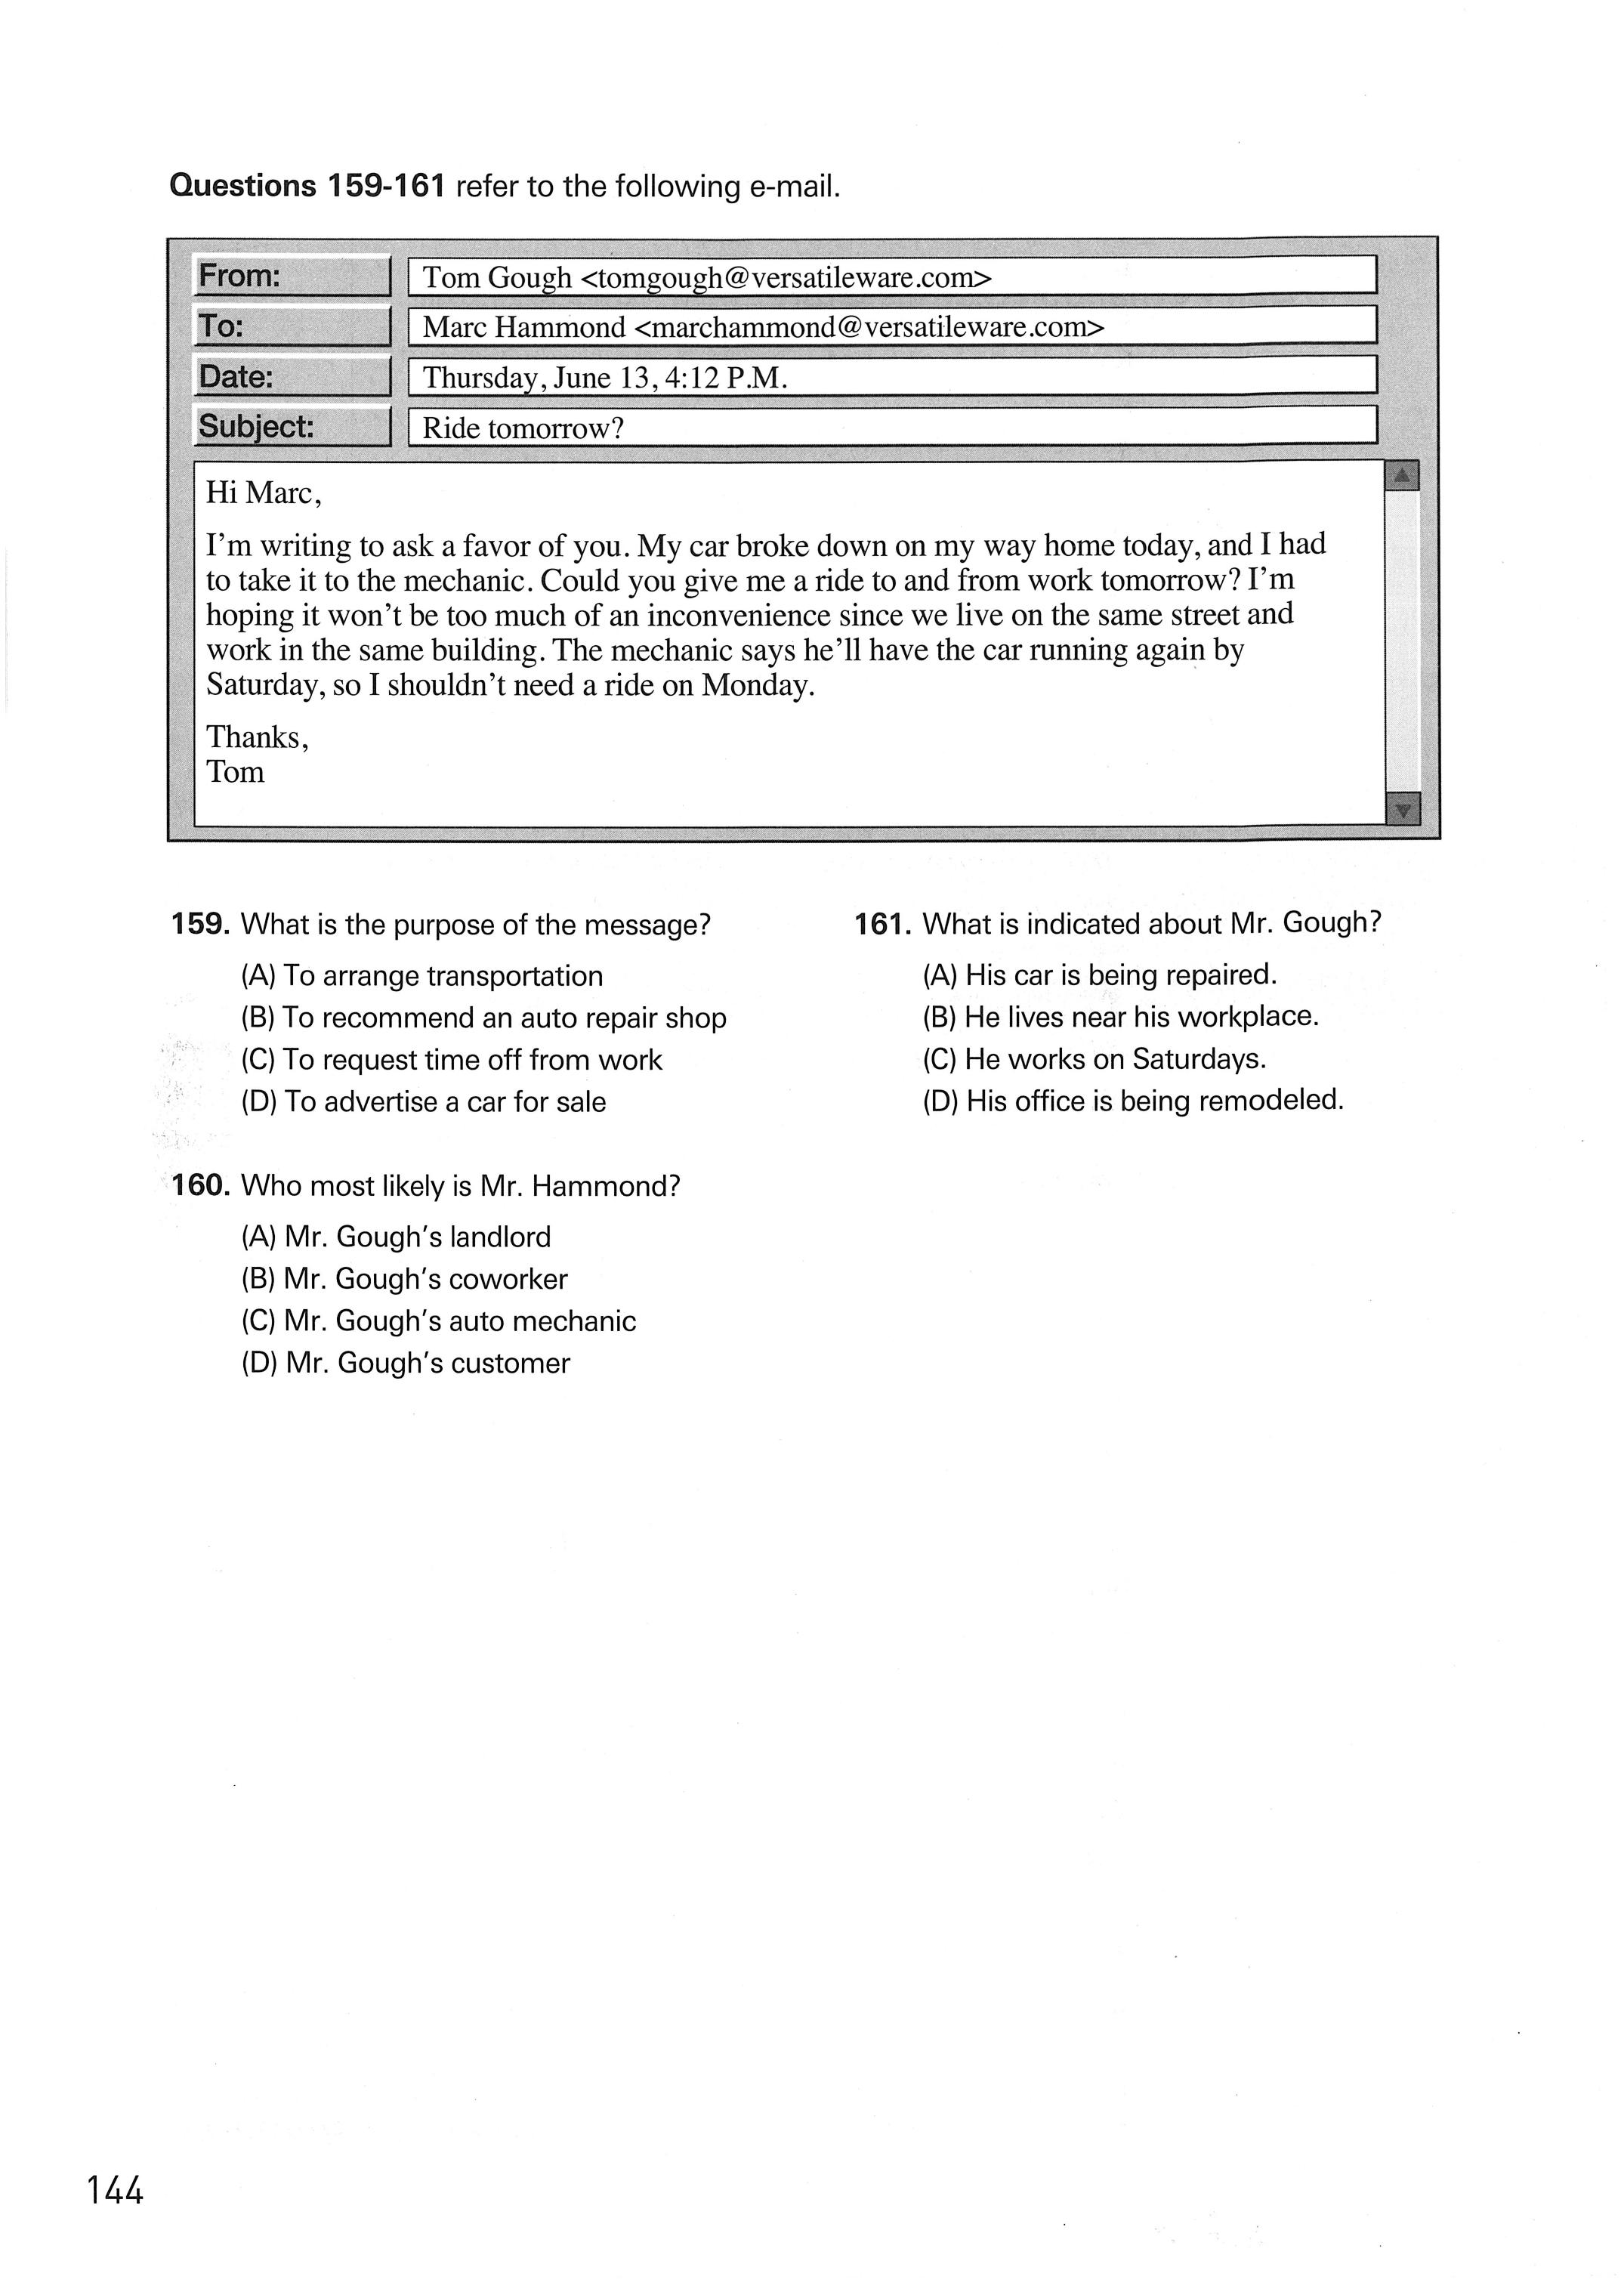 Questions 159-161 refer to the following e-mail.
From: Tom Gough <tomgough@versatileware.com>
To: Marc Hammond <marchammond@versatileware.com>
Date: Thursday, June 13, 4:12 P.M.
Subject: Ride tomorrow?
Hi Marc,
I'm writing to ask a favor of you. My car broke down on my way home today, and I had
to take it to the mechanic. Could you give me a ride to and from work tomorrow? I'm
hoping it won't be too much of an inconvenience since we live on the same street and
work in the same building. The mechanic says he'll have the car running again by
Saturday, so I shouldn't need a ride on Monday.
Thanks,
Tom
159. What is the purpose of the message?
(A) To arrange transportation
(B) To recommend an auto repair shop
(C) To request time off from work
(D) To advertise a car for sale
160. Who most likely is Mr. Hammond?
(A) Mr. Gough's landlord
(B) Mr. Gough's coworker
(C) Mr. Gough's auto mechanic
(D) Mr. Gough's customer
161. What is indicated about Mr. Gough?
(A) His car is being repaired.
(B) He lives near his workplace.
(C) He works on Saturdays.
(D) His office is being remodeled.
144